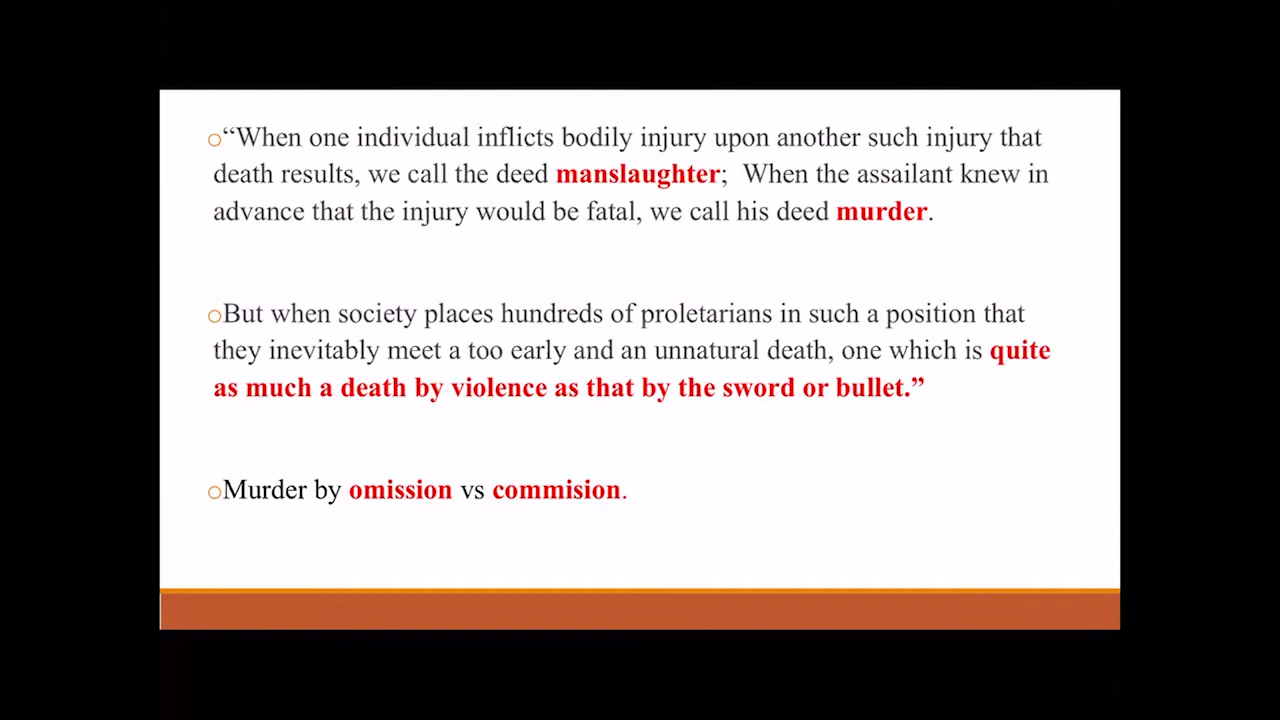 ○“When one individual inflicts bodily injury upon another such injury that
death results, we call the deed manslaughter;  When the assailant knew in
advance that the injury would be fatal, we call his deed murder.
○But when society places hundreds of proletarians in such a position that
they inevitably meet a too early and an unnatural death, one which is quite
as much a death by violence as that by the sword or bullet.”
○Murder by omission vs commision.